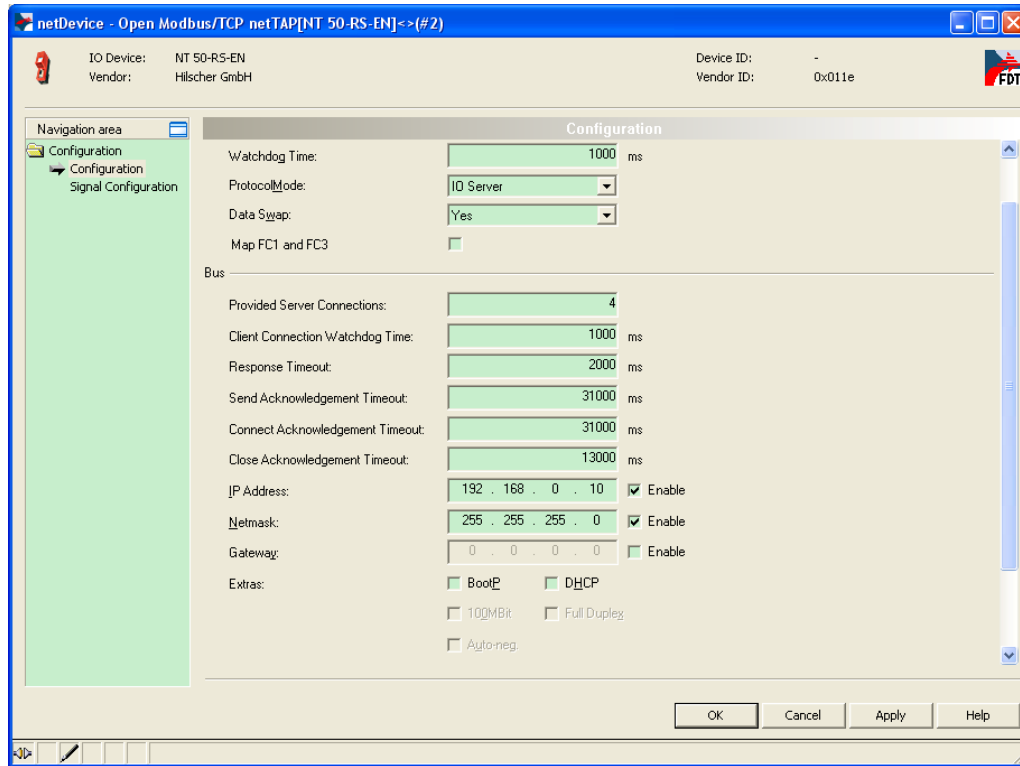 netDevice - Open Modbus/TCP netTAP[NT 50-RS-EN]<>(#2)
IO Device: NT 50-RS-EN Device ID: -
Vendor: Hilscher GmbH Vendor ID: 0x011e
FDT
Navigation area
Configuration
Configuration
Configuration
Signal Configuration
Watchdog Time: 1000 ms
ProtocolMode: IO Server
Data Swap: Yes
Map FC1 and FC3
Bus
Provided Server Connections: 4
Client Connection Watchdog Time: 1000 ms
Response Timeout: 2000 ms
Send Acknowledgement Timeout: 31000 ms
Connect Acknowledgement Timeout: 31000 ms
Close Acknowledgement Timeout: 13000 ms
IP Address: 192 . 168 . 0 . 10 Enable
Netmask: 255 . 255 . 255 . 0 Enable
Gateway: 0 . 0 . 0 . 0 Enable
Extras: BootP DHCP
100MBit Full Duplex
Auto-neg.
OK Cancel Apply Help